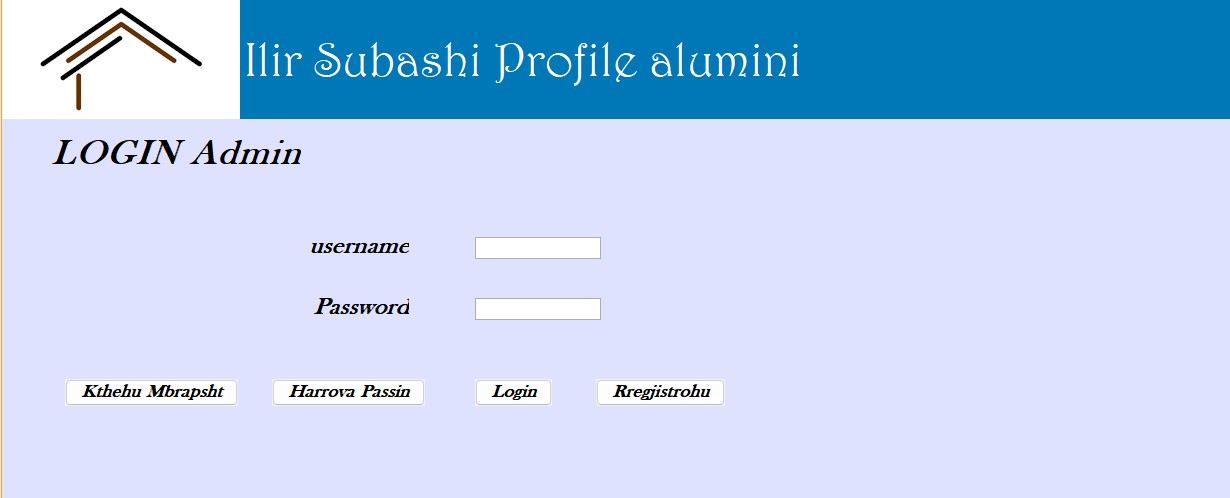 Ilir Subashi Profile alumini
LOGIN Admin
username
Password
Kthehu Mbrapsht Harrova Passin Login Rregjistrohu